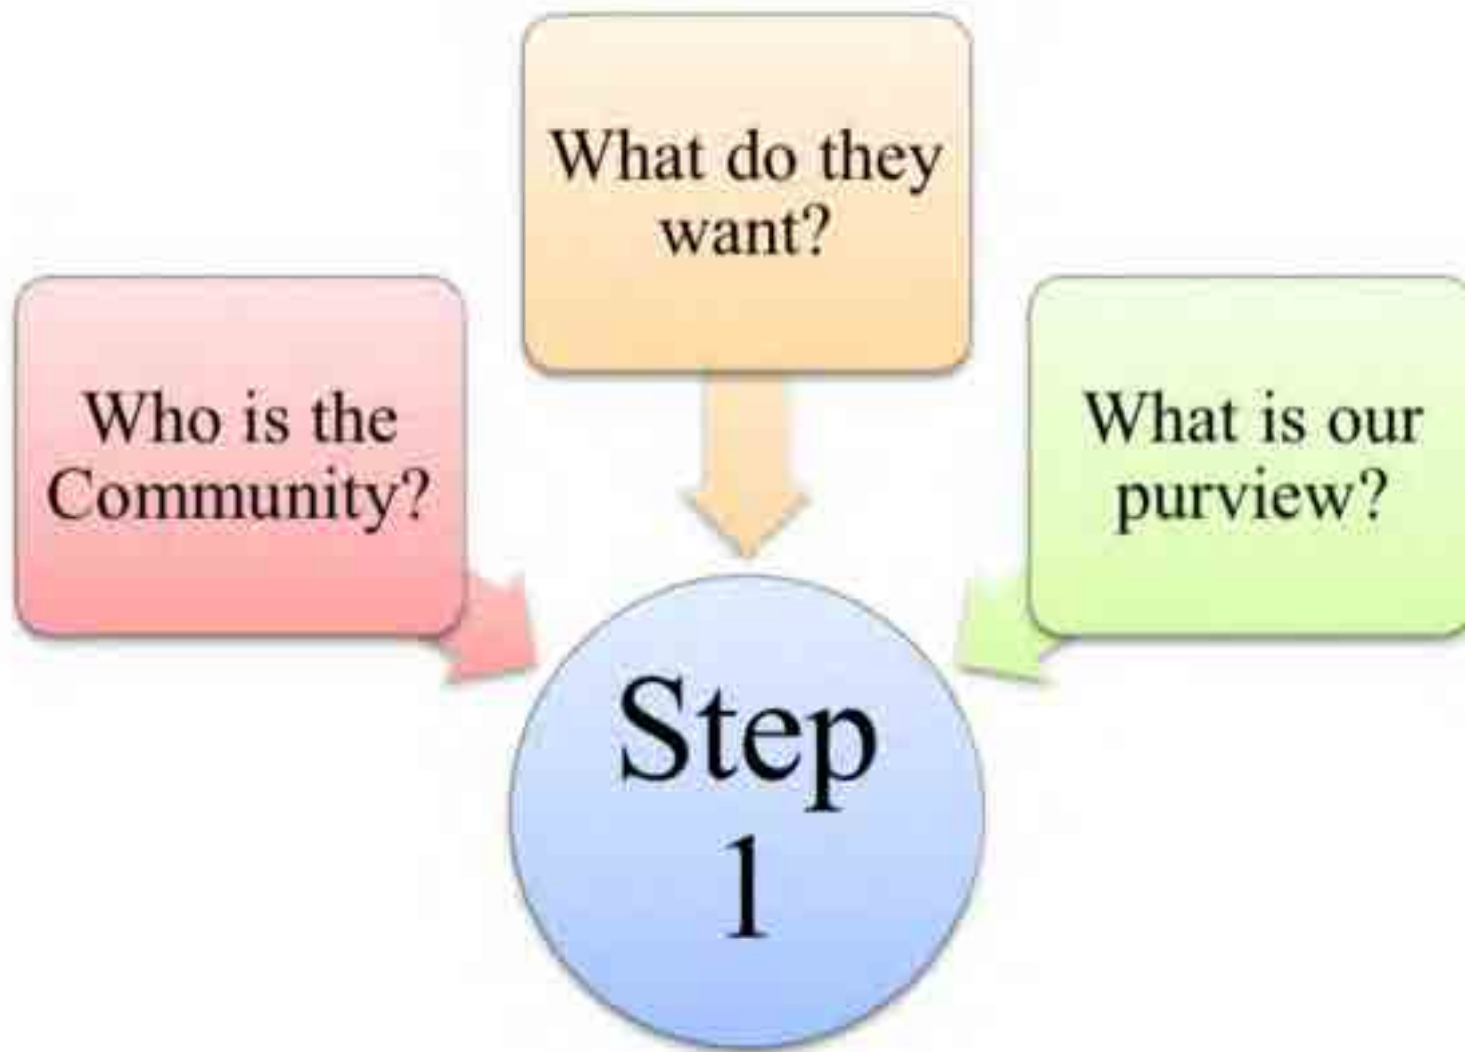 What do they
want?
Who is the
Community?
What is our
purview?
Step
1